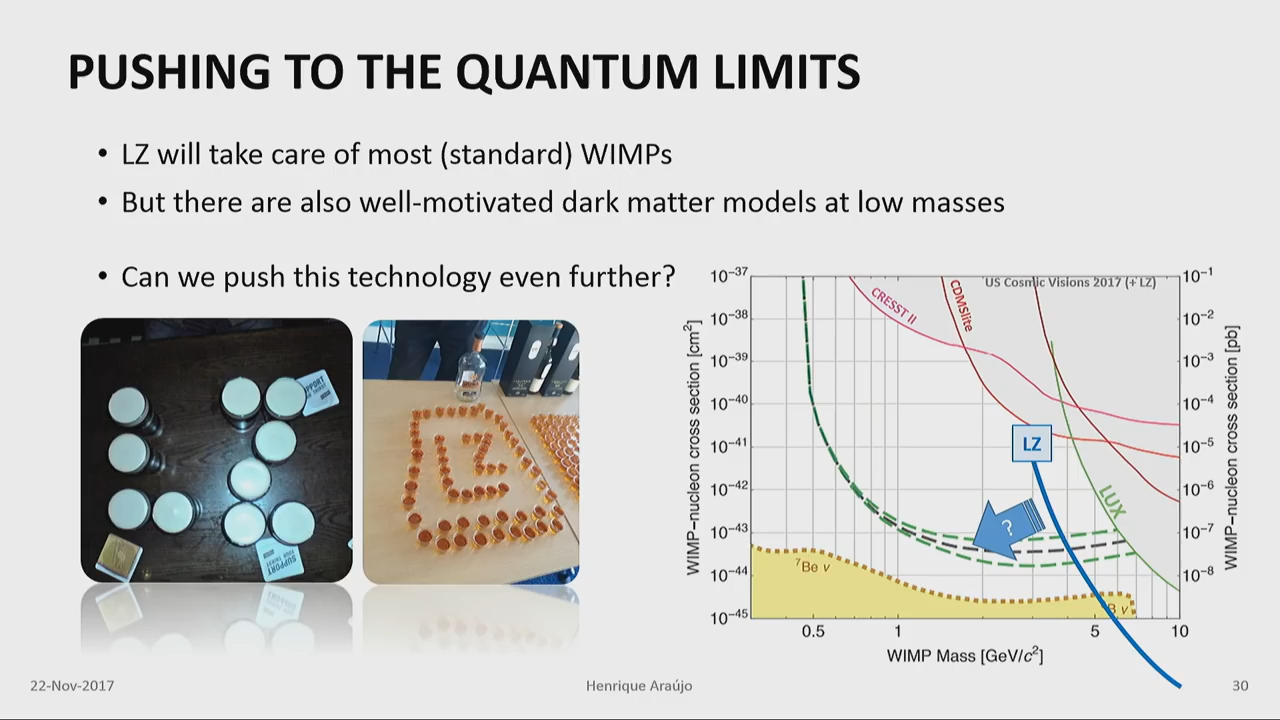 PUSHING TO THE QUANTUM LIMITS
• LZ will take care of most (standard) WIMPs
• But there are also well-motivated dark matter models at low masses
• Can we push this technology even further?
SUPPORT
SUPPORT
YOUR THIRST
LZ
US Cosmic Visions 2017 (+ LZ)
10⁻³⁷
10⁻³⁸
10⁻³⁹
10⁻⁴⁰
10⁻⁴¹
10⁻⁴²
10⁻⁴³
10⁻⁴⁴
10⁻⁴⁵
WIMP–nucleon cross section [cm²]
CRESST II
CDMSlite
LZ
LUX
?
⁷Be ν
B ν
10⁻¹
10⁻²
10⁻³
10⁻⁴
10⁻⁵
10⁻⁶
10⁻⁷
10⁻⁸
WIMP–nucleon cross section [pb]
0.5 1 5 10
WIMP Mass [GeV/c²]
22-Nov-2017 Henrique Araújo 30